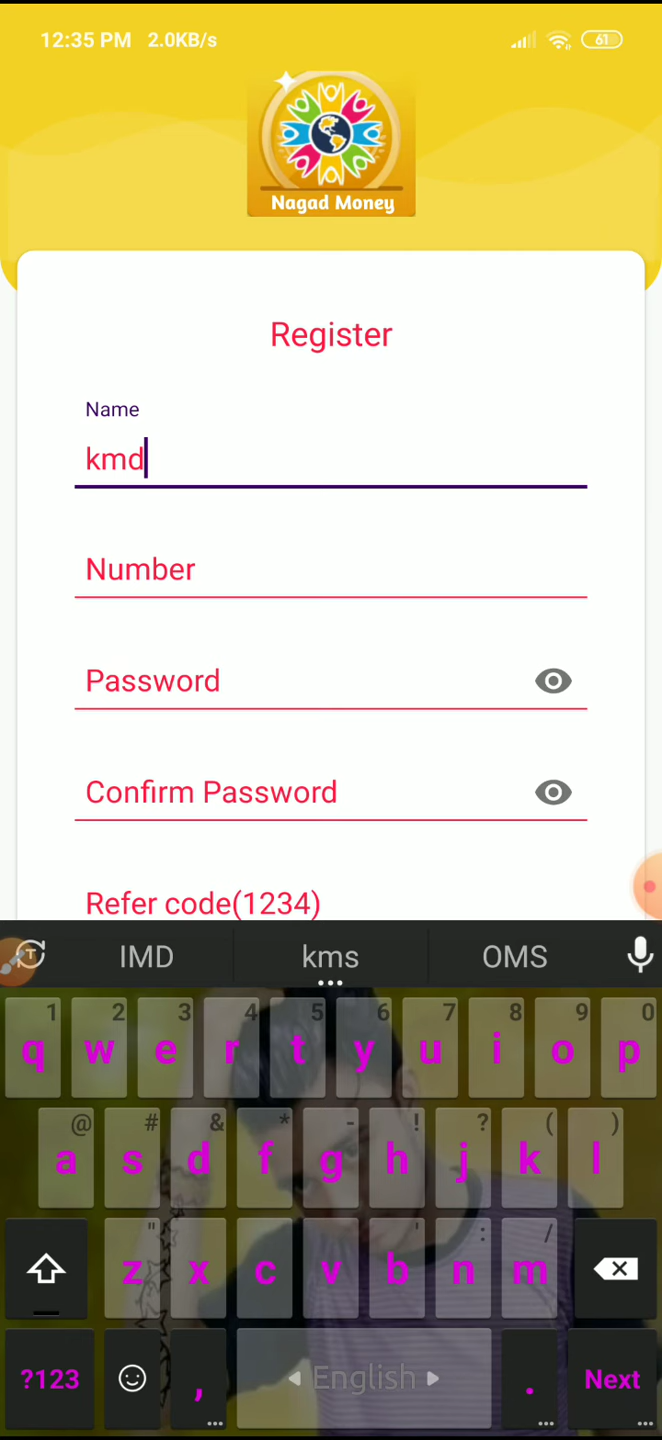 12:35 PM 2.0KB/s 61
Nagad Money
Register
Name
kmd
Number
Password
Confirm Password
Refer code(1234)
T IMD kms OMS
1 2 3 4 5 6 7 8 9 0
q w e r t y u i o p
@ # & * - ! ? ( )
a s d f g h j k l
" ' : /
z x c v b n m
?123 , English . Next